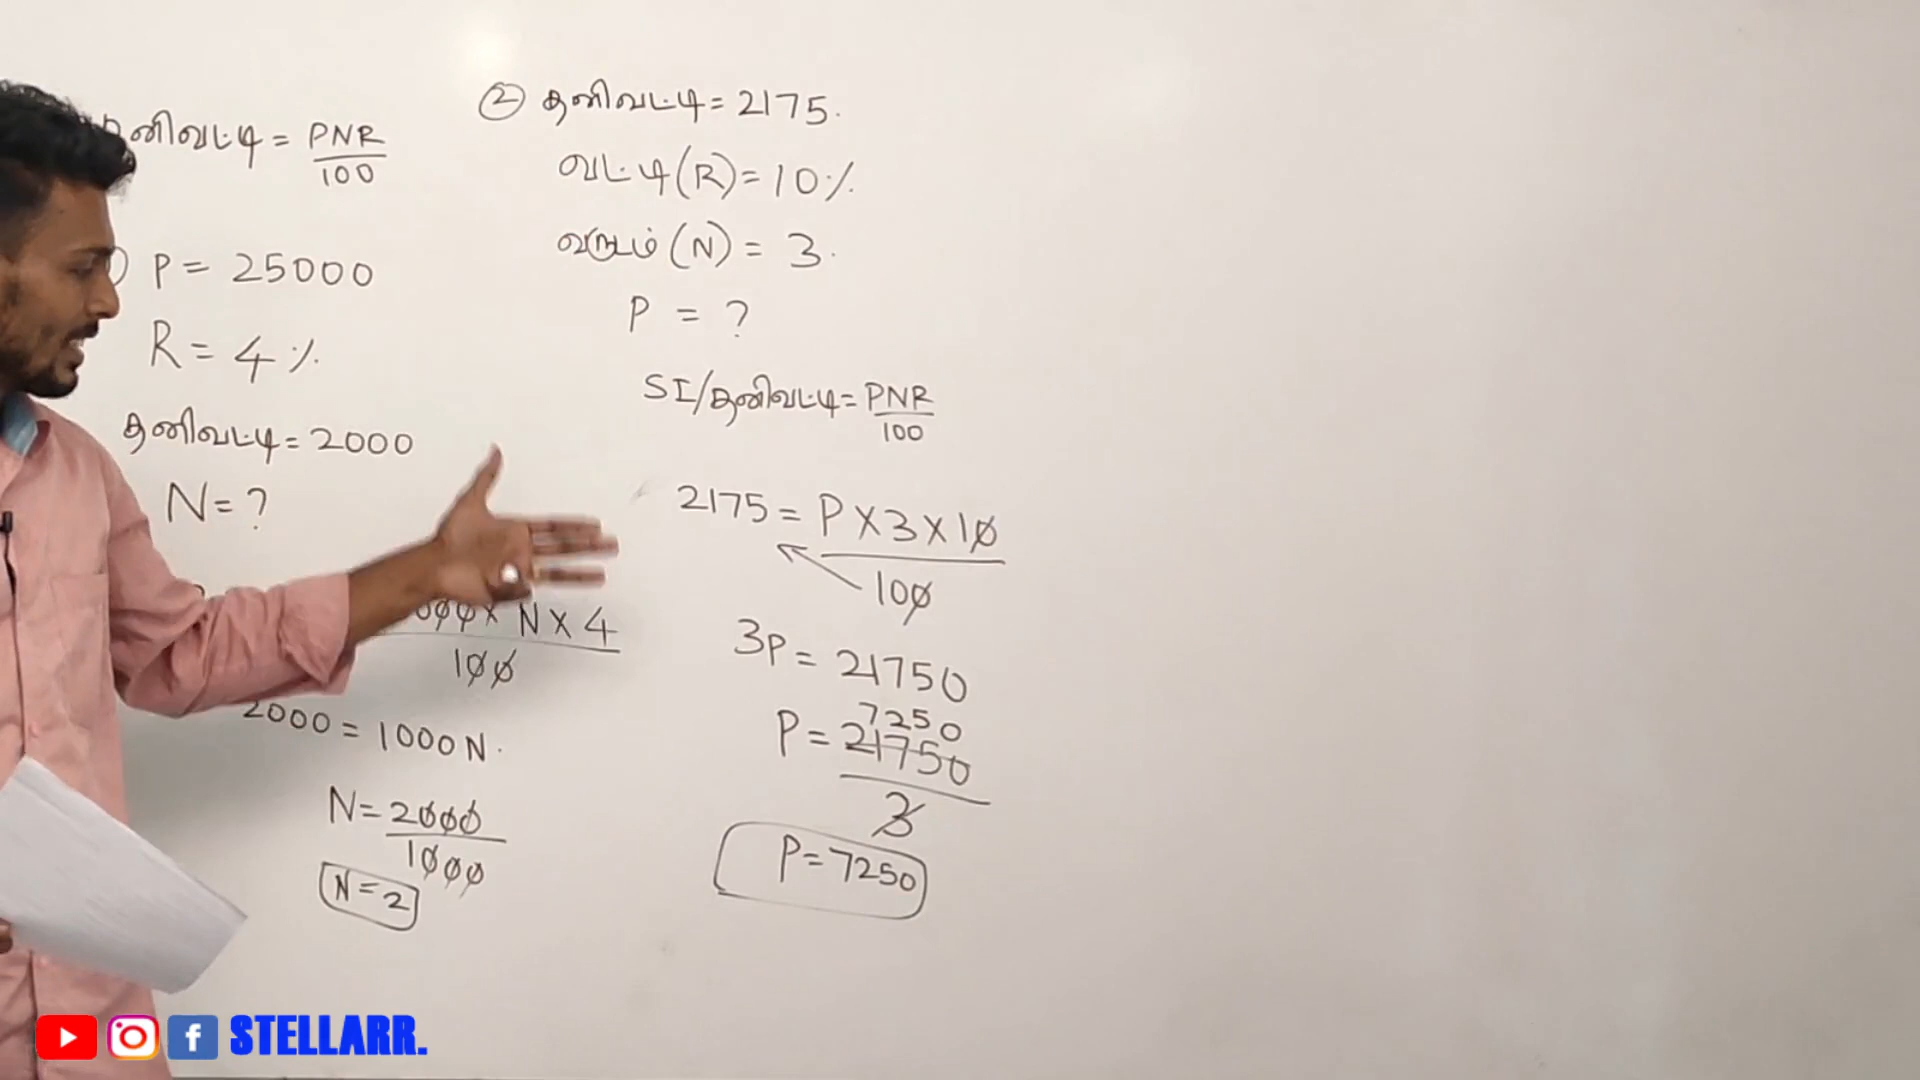 தனிவட்டி = PNR
100
P = 25000
R = 4 %
தனிவட்டி = 2000
N = ?
000 × N × 4
100
2000 = 1000N.
N = 2000
1000
N = 2
② தனிவட்டி = 2175.
வட்டி (R) = 10 %
வருடம் (N) = 3.
P = ?
SI/தனிவட்டி = PNR
100
2175 = P × 3 × 10
100
3P = 21750
7250
P = 21750
3
P = 7250
STELLARR.